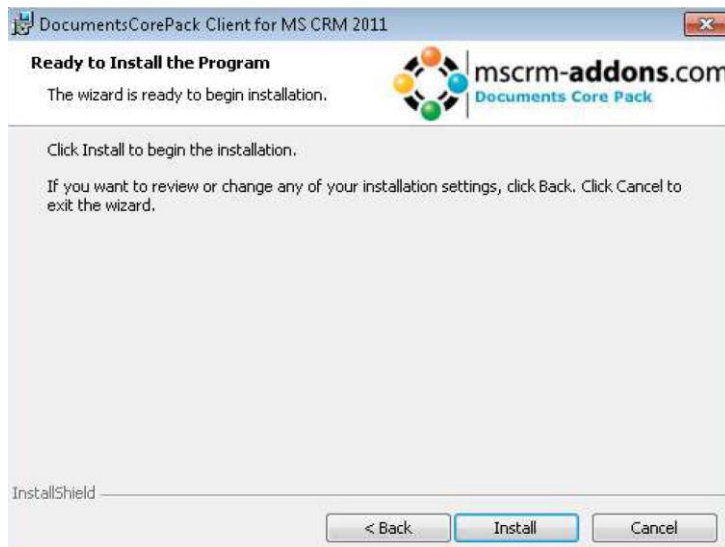 DocumentsCorePack Client for MS CRM 2011
Ready to Install the Program
The wizard is ready to begin installation.
mscrm-addons.com
Documents Core Pack
Click Install to begin the installation.
If you want to review or change any of your installation settings, click Back. Click Cancel to
exit the wizard.
InstallShield
< Back
Install
Cancel